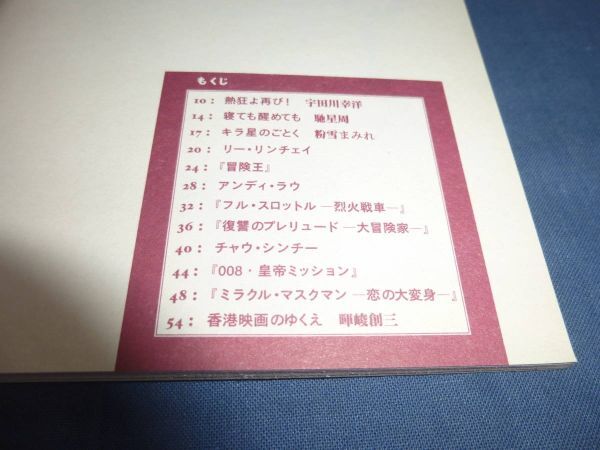 もくじ
10： 熱狂よ再び！ 宇田川幸洋
14： 寝ても醒めても 馳星周
17： キラ星のごとく 粉雪まみれ
20： リー・リンチェイ
24： 『冒険王』
28： アンディ・ラウ
32： 『フル・スロットル ―烈火戦車―』
36： 『復讐のプレリュード ―大冒険家―』
40： チャウ・シンチー
44： 『008・皇帝ミッション』
48： 『ミラクル・マスクマン ―恋の大変身―』
54： 香港映画のゆくえ 暉峻創三